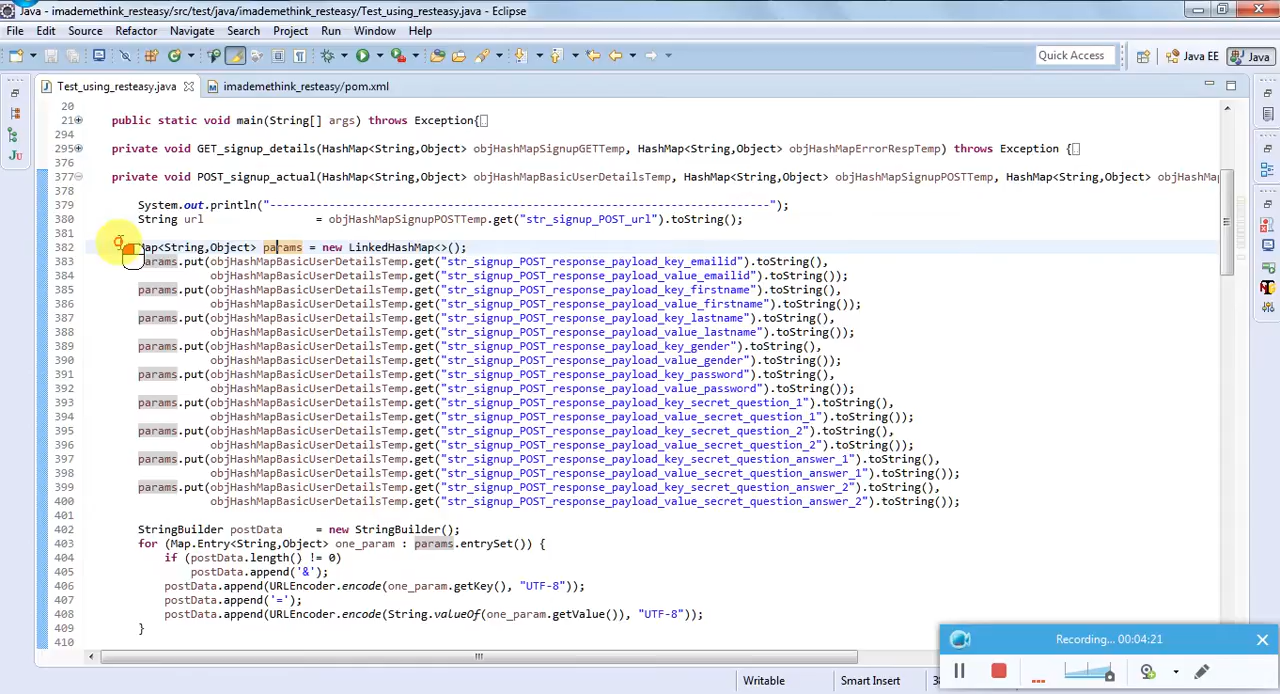 Java - imademethink_resteasy/src/test/java/imademethink_resteasy/Test_using_resteasy.java - Eclipse
File Edit Source Refactor Navigate Search Project Run Window Help
Quick Access Java EE Java
Test_using_resteasy.java imademethink_resteasy/pom.xml
20
21 public static void main(String[] args) throws Exception{
294
295 private void GET_signup_details(HashMap<String,Object> objHashMapSignupGETTemp, HashMap<String,Object> objHashMapErrorRespTemp) throws Exception {
376
377 private void POST_signup_actual(HashMap<String,Object> objHashMapBasicUserDetailsTemp, HashMap<String,Object> objHashMapSignupPOSTTemp, HashMap<String,Object> objHashMa
378
379 System.out.println("----------------------------------------------------------------------------");
380 String url = objHashMapSignupPOSTTemp.get("str_signup_POST_url").toString();
381
382 Map<String,Object> params = new LinkedHashMap<>();
383 params.put(objHashMapBasicUserDetailsTemp.get("str_signup_POST_response_payload_key_emailid").toString(),
384 objHashMapBasicUserDetailsTemp.get("str_signup_POST_response_payload_value_emailid").toString());
385 params.put(objHashMapBasicUserDetailsTemp.get("str_signup_POST_response_payload_key_firstname").toString(),
386 objHashMapBasicUserDetailsTemp.get("str_signup_POST_response_payload_value_firstname").toString());
387 params.put(objHashMapBasicUserDetailsTemp.get("str_signup_POST_response_payload_key_lastname").toString(),
388 objHashMapBasicUserDetailsTemp.get("str_signup_POST_response_payload_value_lastname").toString());
389 params.put(objHashMapBasicUserDetailsTemp.get("str_signup_POST_response_payload_key_gender").toString(),
390 objHashMapBasicUserDetailsTemp.get("str_signup_POST_response_payload_value_gender").toString());
391 params.put(objHashMapBasicUserDetailsTemp.get("str_signup_POST_response_payload_key_password").toString(),
392 objHashMapBasicUserDetailsTemp.get("str_signup_POST_response_payload_value_password").toString());
393 params.put(objHashMapBasicUserDetailsTemp.get("str_signup_POST_response_payload_key_secret_question_1").toString(),
394 objHashMapBasicUserDetailsTemp.get("str_signup_POST_response_payload_value_secret_question_1").toString());
395 params.put(objHashMapBasicUserDetailsTemp.get("str_signup_POST_response_payload_key_secret_question_2").toString(),
396 objHashMapBasicUserDetailsTemp.get("str_signup_POST_response_payload_value_secret_question_2").toString());
397 params.put(objHashMapBasicUserDetailsTemp.get("str_signup_POST_response_payload_key_secret_question_answer_1").toString(),
398 objHashMapBasicUserDetailsTemp.get("str_signup_POST_response_payload_value_secret_question_answer_1").toString());
399 params.put(objHashMapBasicUserDetailsTemp.get("str_signup_POST_response_payload_key_secret_question_answer_2").toString(),
400 objHashMapBasicUserDetailsTemp.get("str_signup_POST_response_payload_value_secret_question_answer_2").toString());
401
402 StringBuilder postData = new StringBuilder();
403 for (Map.Entry<String,Object> one_param : params.entrySet()) {
404 if (postData.length() != 0)
405 postData.append('&');
406 postData.append(URLEncoder.encode(one_param.getKey(), "UTF-8"));
407 postData.append('=');
408 postData.append(URLEncoder.encode(String.valueOf(one_param.getValue()), "UTF-8"));
409 }
410
Recording... 00:04:21
Writable Smart Insert